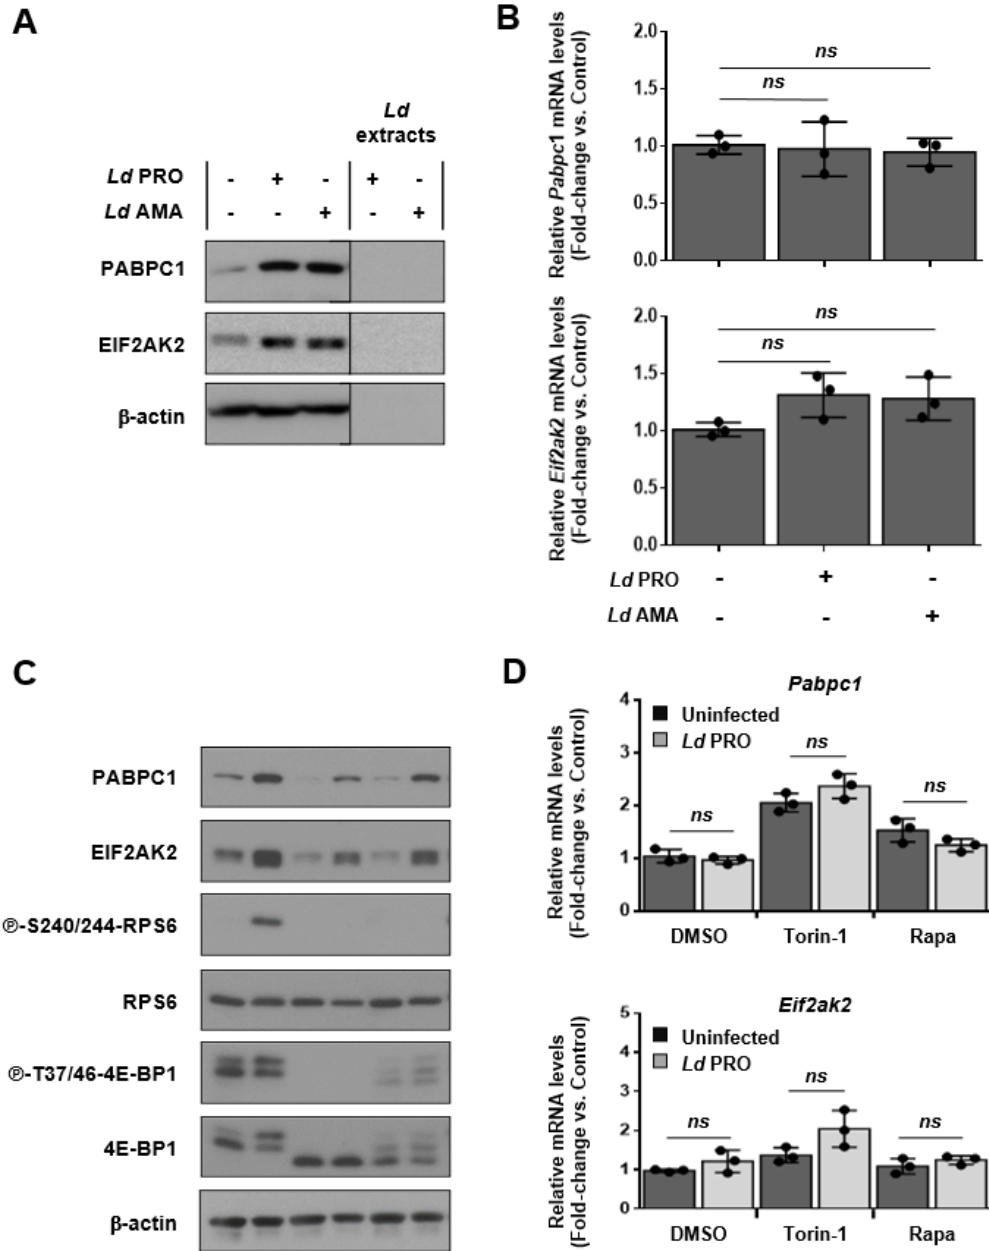 A
Ld
extracts
Ld PRO - + - + -
Ld AMA - - + - +
PABPC1
EIF2AK2
β-actin
B
Relative Pabpc1 mRNA levels
(Fold-change vs. Control)
2.0
1.5
1.0
0.5
0.0
ns
ns
Relative Eif2ak2 mRNA levels
(Fold-change vs. Control)
2.0
1.5
1.0
0.5
0.0
ns
ns
Ld PRO - + -
Ld AMA - - +
C
PABPC1
EIF2AK2
Ⓟ-S240/244-RPS6
RPS6
Ⓟ-T37/46-4E-BP1
4E-BP1
β-actin
D
Pabpc1
Relative mRNA levels
(Fold-change vs. Control)
4
3
2
1
0
Uninfected
Ld PRO
ns
ns
ns
DMSO Torin-1 Rapa
Eif2ak2
Relative mRNA levels
(Fold-change vs. Control)
5
4
3
2
1
0
Uninfected
Ld PRO
ns
ns
ns
DMSO Torin-1 Rapa